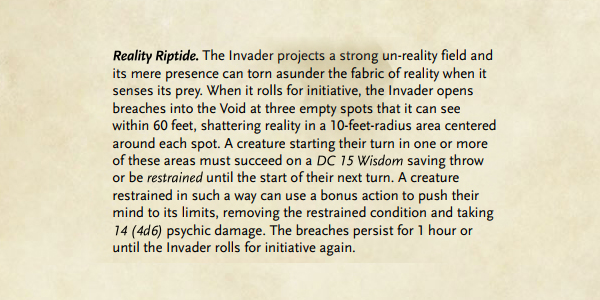 Reality Riptide. The Invader projects a strong un-reality field and
its mere presence can torn asunder the fabric of reality when it
senses its prey. When it rolls for initiative, the Invader opens
breaches into the Void at three empty spots that it can see
within 60 feet, shattering reality in a 10-feet-radius area centered
around each spot. A creature starting their turn in one or more
of these areas must succeed on a DC 15 Wisdom saving throw
or be restrained until the start of their next turn. A creature
restrained in such a way can use a bonus action to push their
mind to its limits, removing the restrained condition and taking
14 (4d6) psychic damage. The breaches persist for 1 hour or
until the Invader rolls for initiative again.